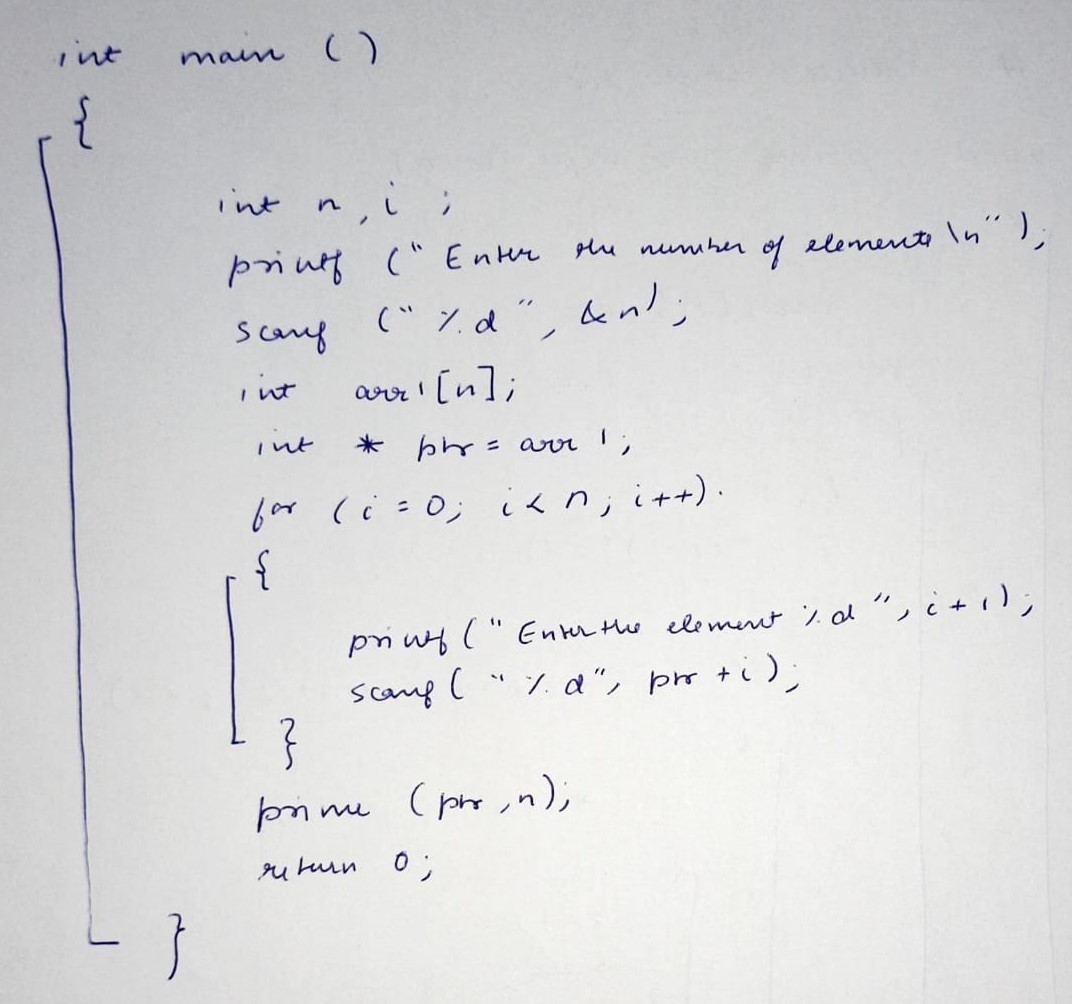 int main ()
{
int n, i ;
printf (" Enter the number of elements \n" );
scanf (" %d ", &n);
int arr1[n];
int * ptr = arr1;
for (i = 0; i < n; i++).
{
printf (" Enter the element %d ", i + 1);
scanf ( " %d", ptr + i );
}
prime (ptr, n);
return 0;
}